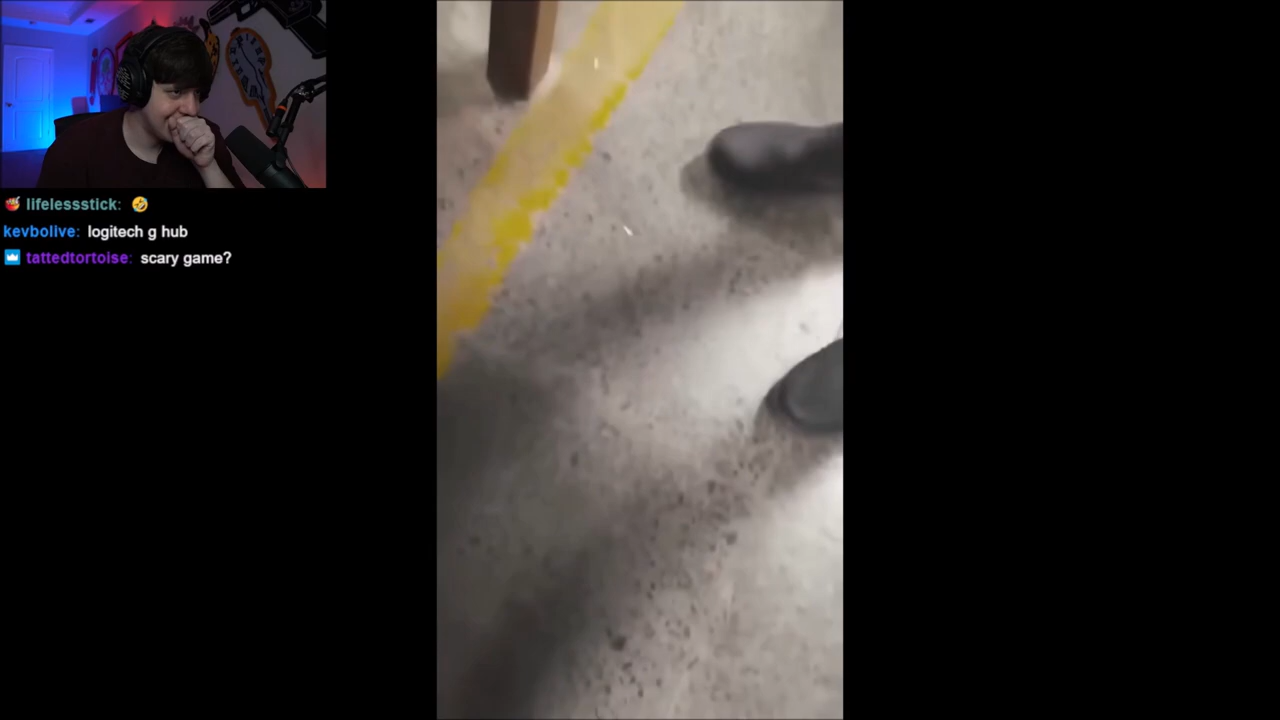 lifelessstick: 🤣
kevbolive: logitech g hub
tattedtortoise: scary game?